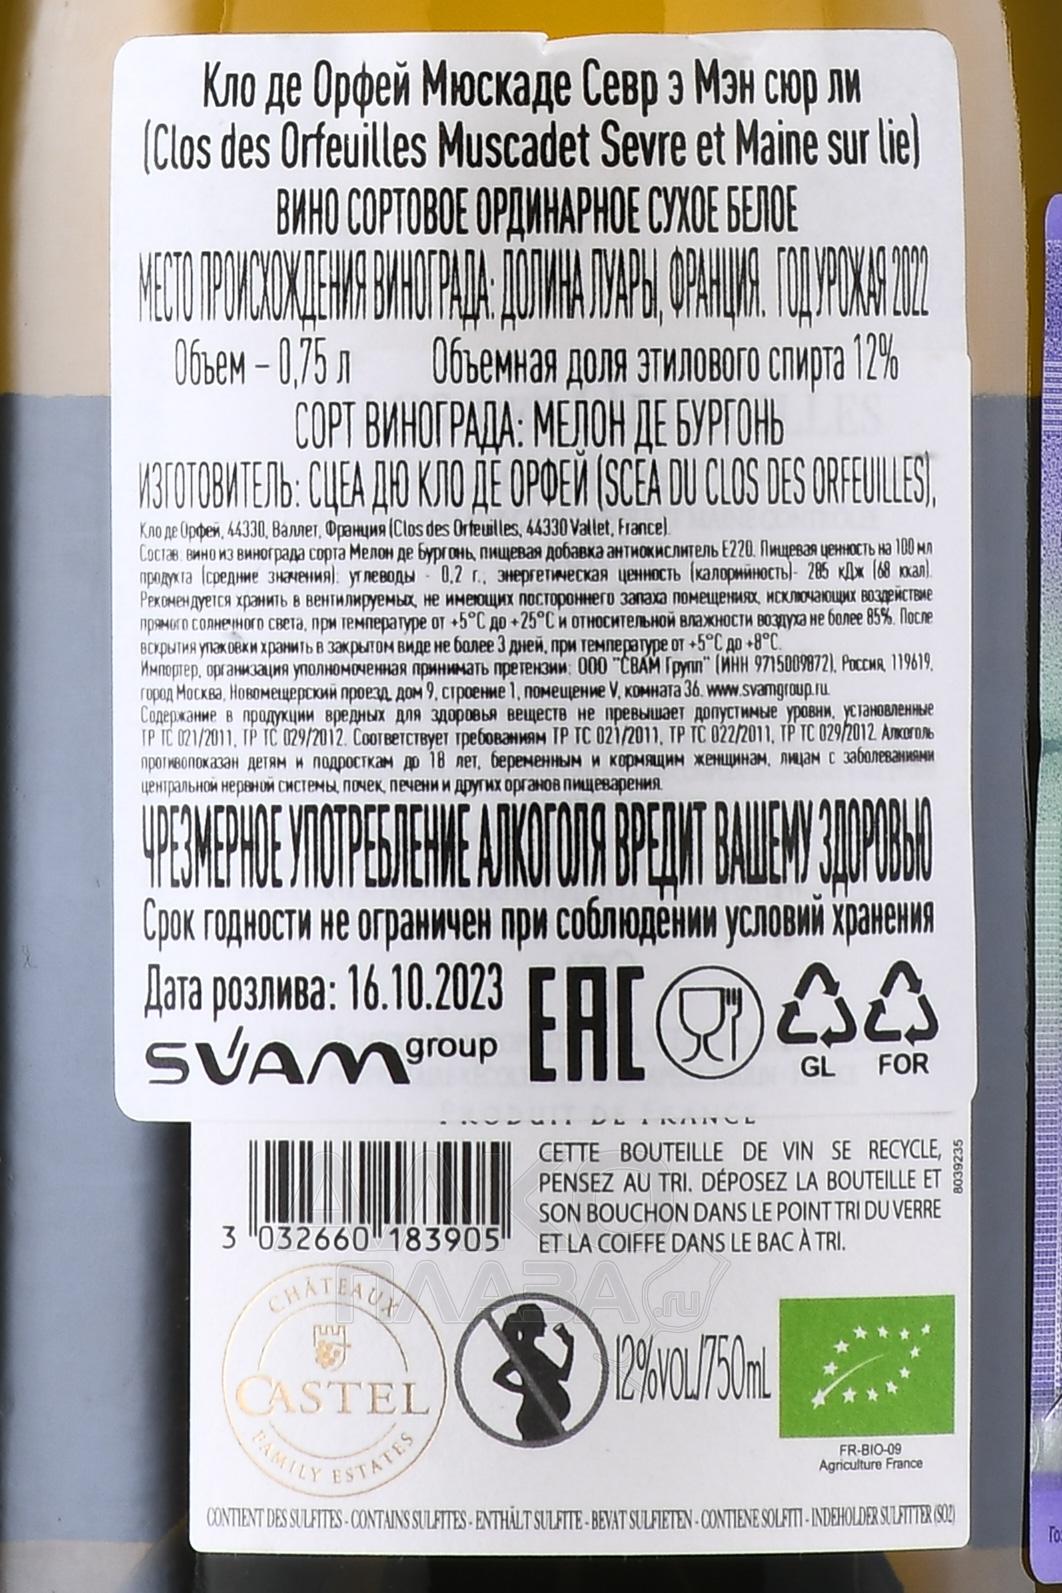 Кло де Орфей Мюскаде Севр э Мэн сюр ли
(Clos des Orfeuilles Muscadet Sevre et Maine sur lie)
ВИНО СОРТОВОЕ ОРДИНАРНОЕ СУХОЕ БЕЛОЕ
МЕСТО ПРОИСХОЖДЕНИЯ ВИНОГРАДА: ДОЛИНА ЛУАРЫ, ФРАНЦИЯ. ГОД УРОЖАЯ 2022
Объем – 0,75 л Объемная доля этилового спирта 12%
СОРТ ВИНОГРАДА: МЕЛОН ДЕ БУРГОНЬ
ИЗГОТОВИТЕЛЬ: СЦЕА ДЮ КЛО ДЕ ОРФЕЙ (SCEA DU CLOS DES ORFEUILLES),
Кло де Орфей, 44330, Валлет, Франция (Clos des Orfeuilles, 44330 Vallet, France).
Состав: вино из винограда сорта Мелон де Бургонь, пищевая добавка антиокислитель Е220. Пищевая ценность на 100 мл
продукта (средние значения): углеводы - 0,2 г., энергетическая ценность (калорийность)- 285 кДж (68 ккал).
Рекомендуется хранить в вентилируемых, не имеющих постороннего запаха помещениях, исключающих воздействие
прямого солнечного света, при температуре от +5°С до +25°С и относительной влажности воздуха не более 85%. После
вскрытия упаковки хранить в закрытом виде не более 3 дней, при температуре от +5°С до +8°С.
Импортер, организация уполномоченная принимать претензии: ООО "СВАМ Групп" (ИНН 9715009872), Россия, 119619,
город Москва, Новомещерский проезд, дом 9, строение 1, помещение V, комната 36. www.svamgroup.ru.
Содержание в продукции вредных для здоровья веществ не превышает допустимые уровни, установленные
ТР ТС 021/2011, ТР ТС 029/2012. Соответствует требованиям ТР ТС 021/2011, ТР ТС 022/2011, ТР ТС 029/2012. Алкоголь
противопоказан детям и подросткам до 18 лет, беременным и кормящим женщинам, лицам с заболеваниями
центральной нервной системы, почек, печени и других органов пищеварения.
ЧРЕЗМЕРНОЕ УПОТРЕБЛЕНИЕ АЛКОГОЛЯ ВРЕДИТ ВАШЕМУ ЗДОРОВЬЮ
Срок годности не ограничен при соблюдении условий хранения
Дата розлива: 16.10.2023
SVAM group
EAC
GL
FOR
PRODUIT DE FRANCE
CETTE BOUTEILLE DE VIN SE RECYCLE,
PENSEZ AU TRI. DÉPOSEZ LA BOUTEILLE ET
SON BOUCHON DANS LE POINT TRI DU VERRE
ET LA COIFFE DANS LE BAC À TRI.
8039235
3 032660 183905
АЛКО
ПЛАЗА.ru
CHÂTEAUX
CASTEL
FAMILY ESTATES
12%VOL/750mL
FR-BIO-09
Agriculture France
CONTIENT DES SULFITES - CONTAINS SULFITES - ENTHÄLT SULFITE - BEVAT SULFIETEN - CONTIENE SOLFITI - INDEHOLDER SULFITTER (SO2)